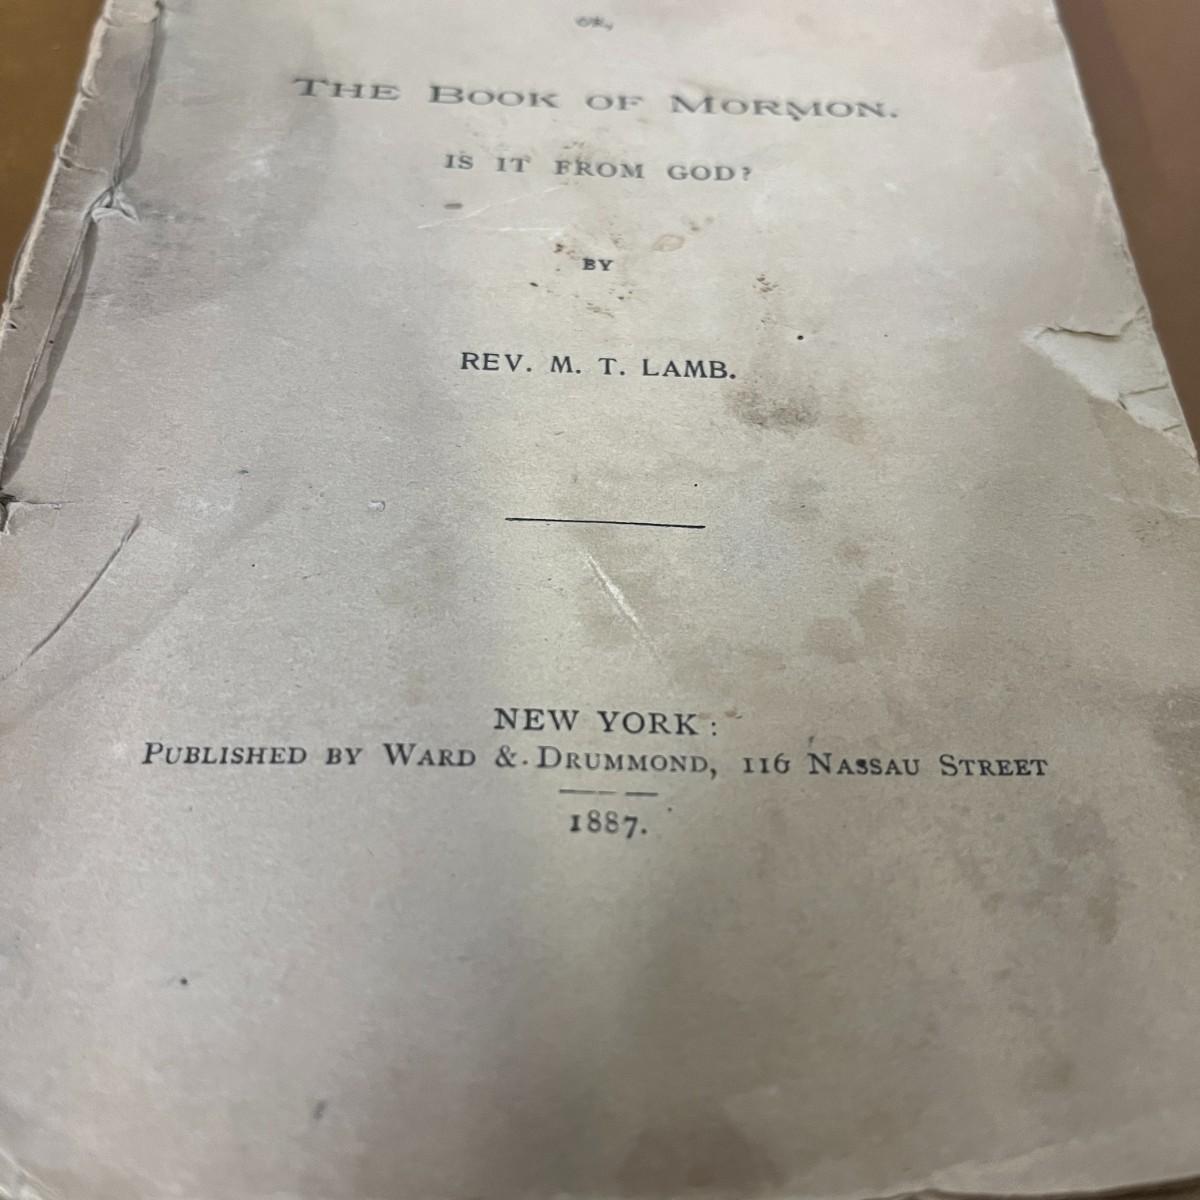 OR,
THE BOOK OF MORMON.
IS IT FROM GOD?
BY
REV. M. T. LAMB.
NEW YORK:
PUBLISHED BY WARD & DRUMMOND, 116 NASSAU STREET
1887.